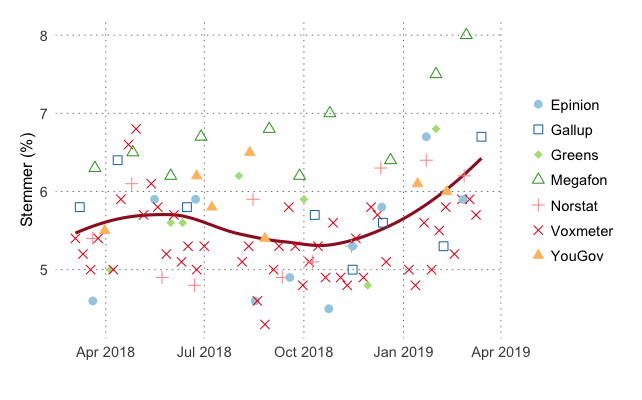 Stemmer (%)
8
7
6
5
Apr 2018
Jul 2018
Oct 2018
Jan 2019
Apr 2019
Epinion
Gallup
Greens
Megafon
Norstat
Voxmeter
YouGov